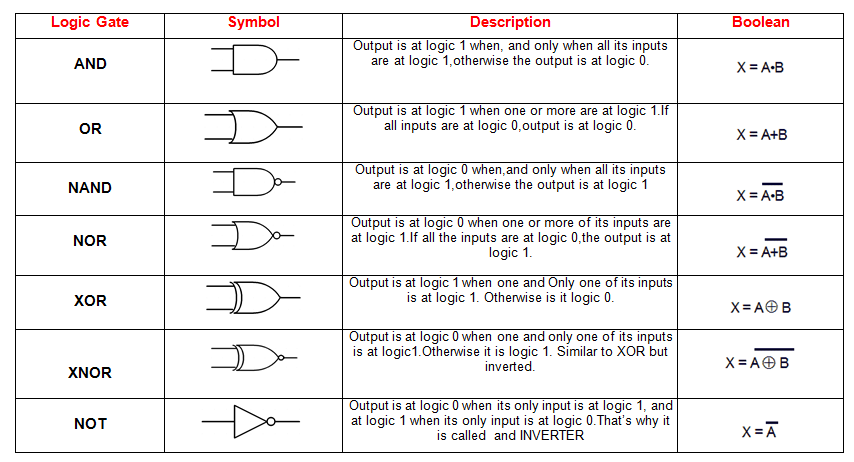 Logic Gate Symbol Description Boolean
AND
Output is at logic 1 when, and only when all its inputs
are at logic 1,otherwise the output is at logic 0.
X = A•B
OR
Output is at logic 1 when one or more are at logic 1.If
all inputs are at logic 0,output is at logic 0.
X = A+B
NAND
Output is at logic 0 when,and only when all its inputs
are at logic 1,otherwise the output is at logic 1
X = A̅•̅B̅
NOR
Output is at logic 0 when one or more of its inputs are
at logic 1.If all the inputs are at logic 0,the output is at
logic 1.
X = A̅+̅B̅
XOR
Output is at logic 1 when one and Only one of its inputs
is at logic 1. Otherwise is it logic 0.
X = A⊕ B
XNOR
Output is at logic 0 when one and only one of its inputs
is at logic1.Otherwise it is logic 1. Similar to XOR but
inverted.
X = A̅⊕̅ ̅B̅
NOT
Output is at logic 0 when its only input is at logic 1, and
at logic 1 when its only input is at logic 0.That's why it
is called and INVERTER
X = A̅